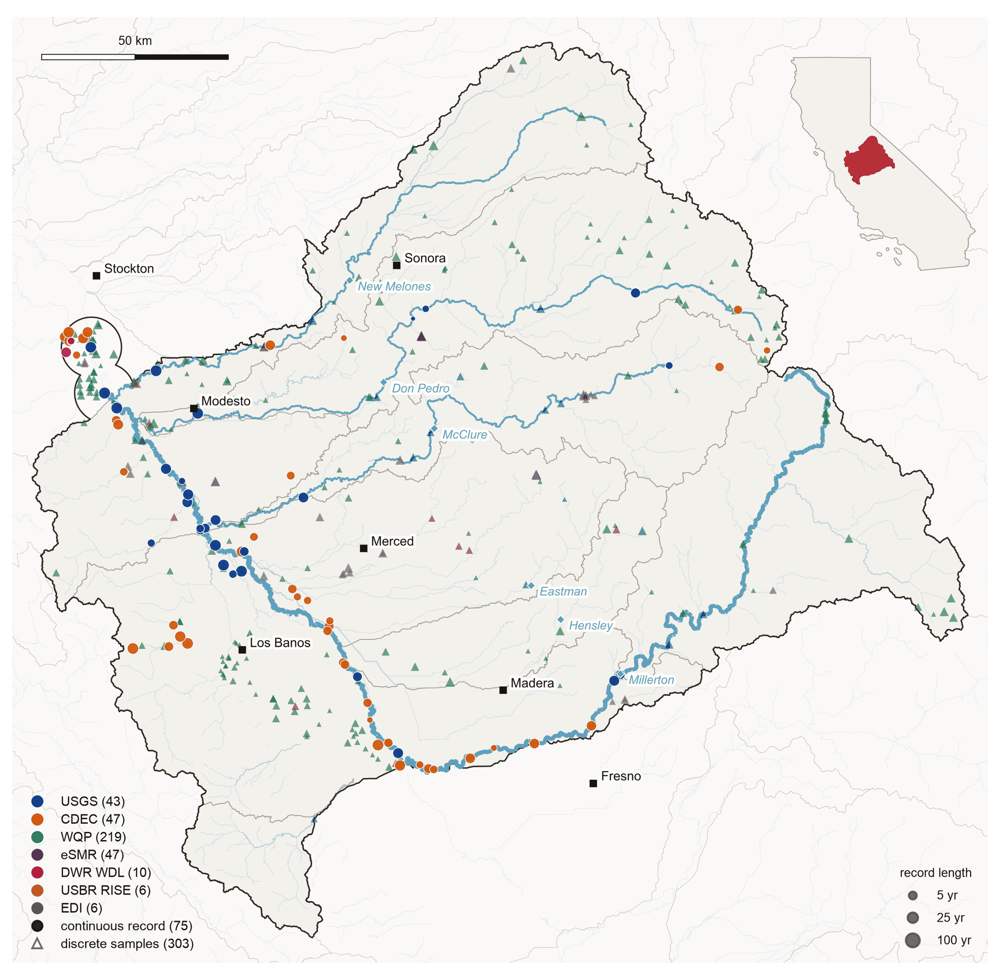 50 km
Stockton
Sonora
New Melones
Don Pedro
Modesto
McClure
Merced
Eastman
Hensley
Los Banos
Millerton
Madera
Fresno
USGS (43)
CDEC (47)
WQP (219)
eSMR (47)
DWR WDL (10)
USBR RISE (6)
EDI (6)
continuous record (75)
discrete samples (303)
record length
5 yr
25 yr
100 yr